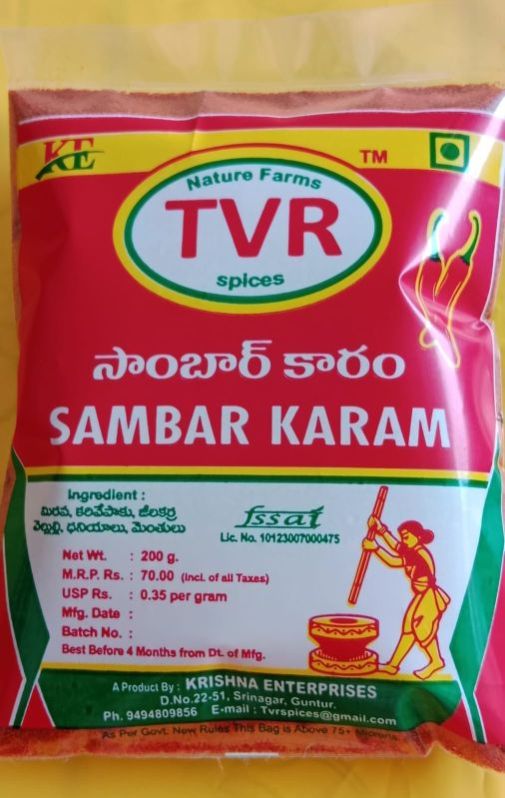 KE
TM
Nature Farms
TVR
spices
సాంబార్ కారం
SAMBAR KARAM
Ingredient :
మిరప, కరివేపాకు, జీలకర్ర
వెల్లుల్లి, ధనియాలు, మెంతులు
fssai
Lic. No. 10123007000475
Net Wt. : 200 g.
M.R.P. Rs. : 70.00 (Incl. of all Taxes)
USP Rs. : 0.35 per gram
Mfg. Date :
Batch No. :
Best Before 4 Months from Dt. of Mfg.
A Product By : KRISHNA ENTERPRISES
D.No.22-51, Srinagar, Guntur.
Ph. 9494809856 E-mail : Tvrspices@gmail.com
As Per Govt. New Rules This Bag is Above 75+ Microns